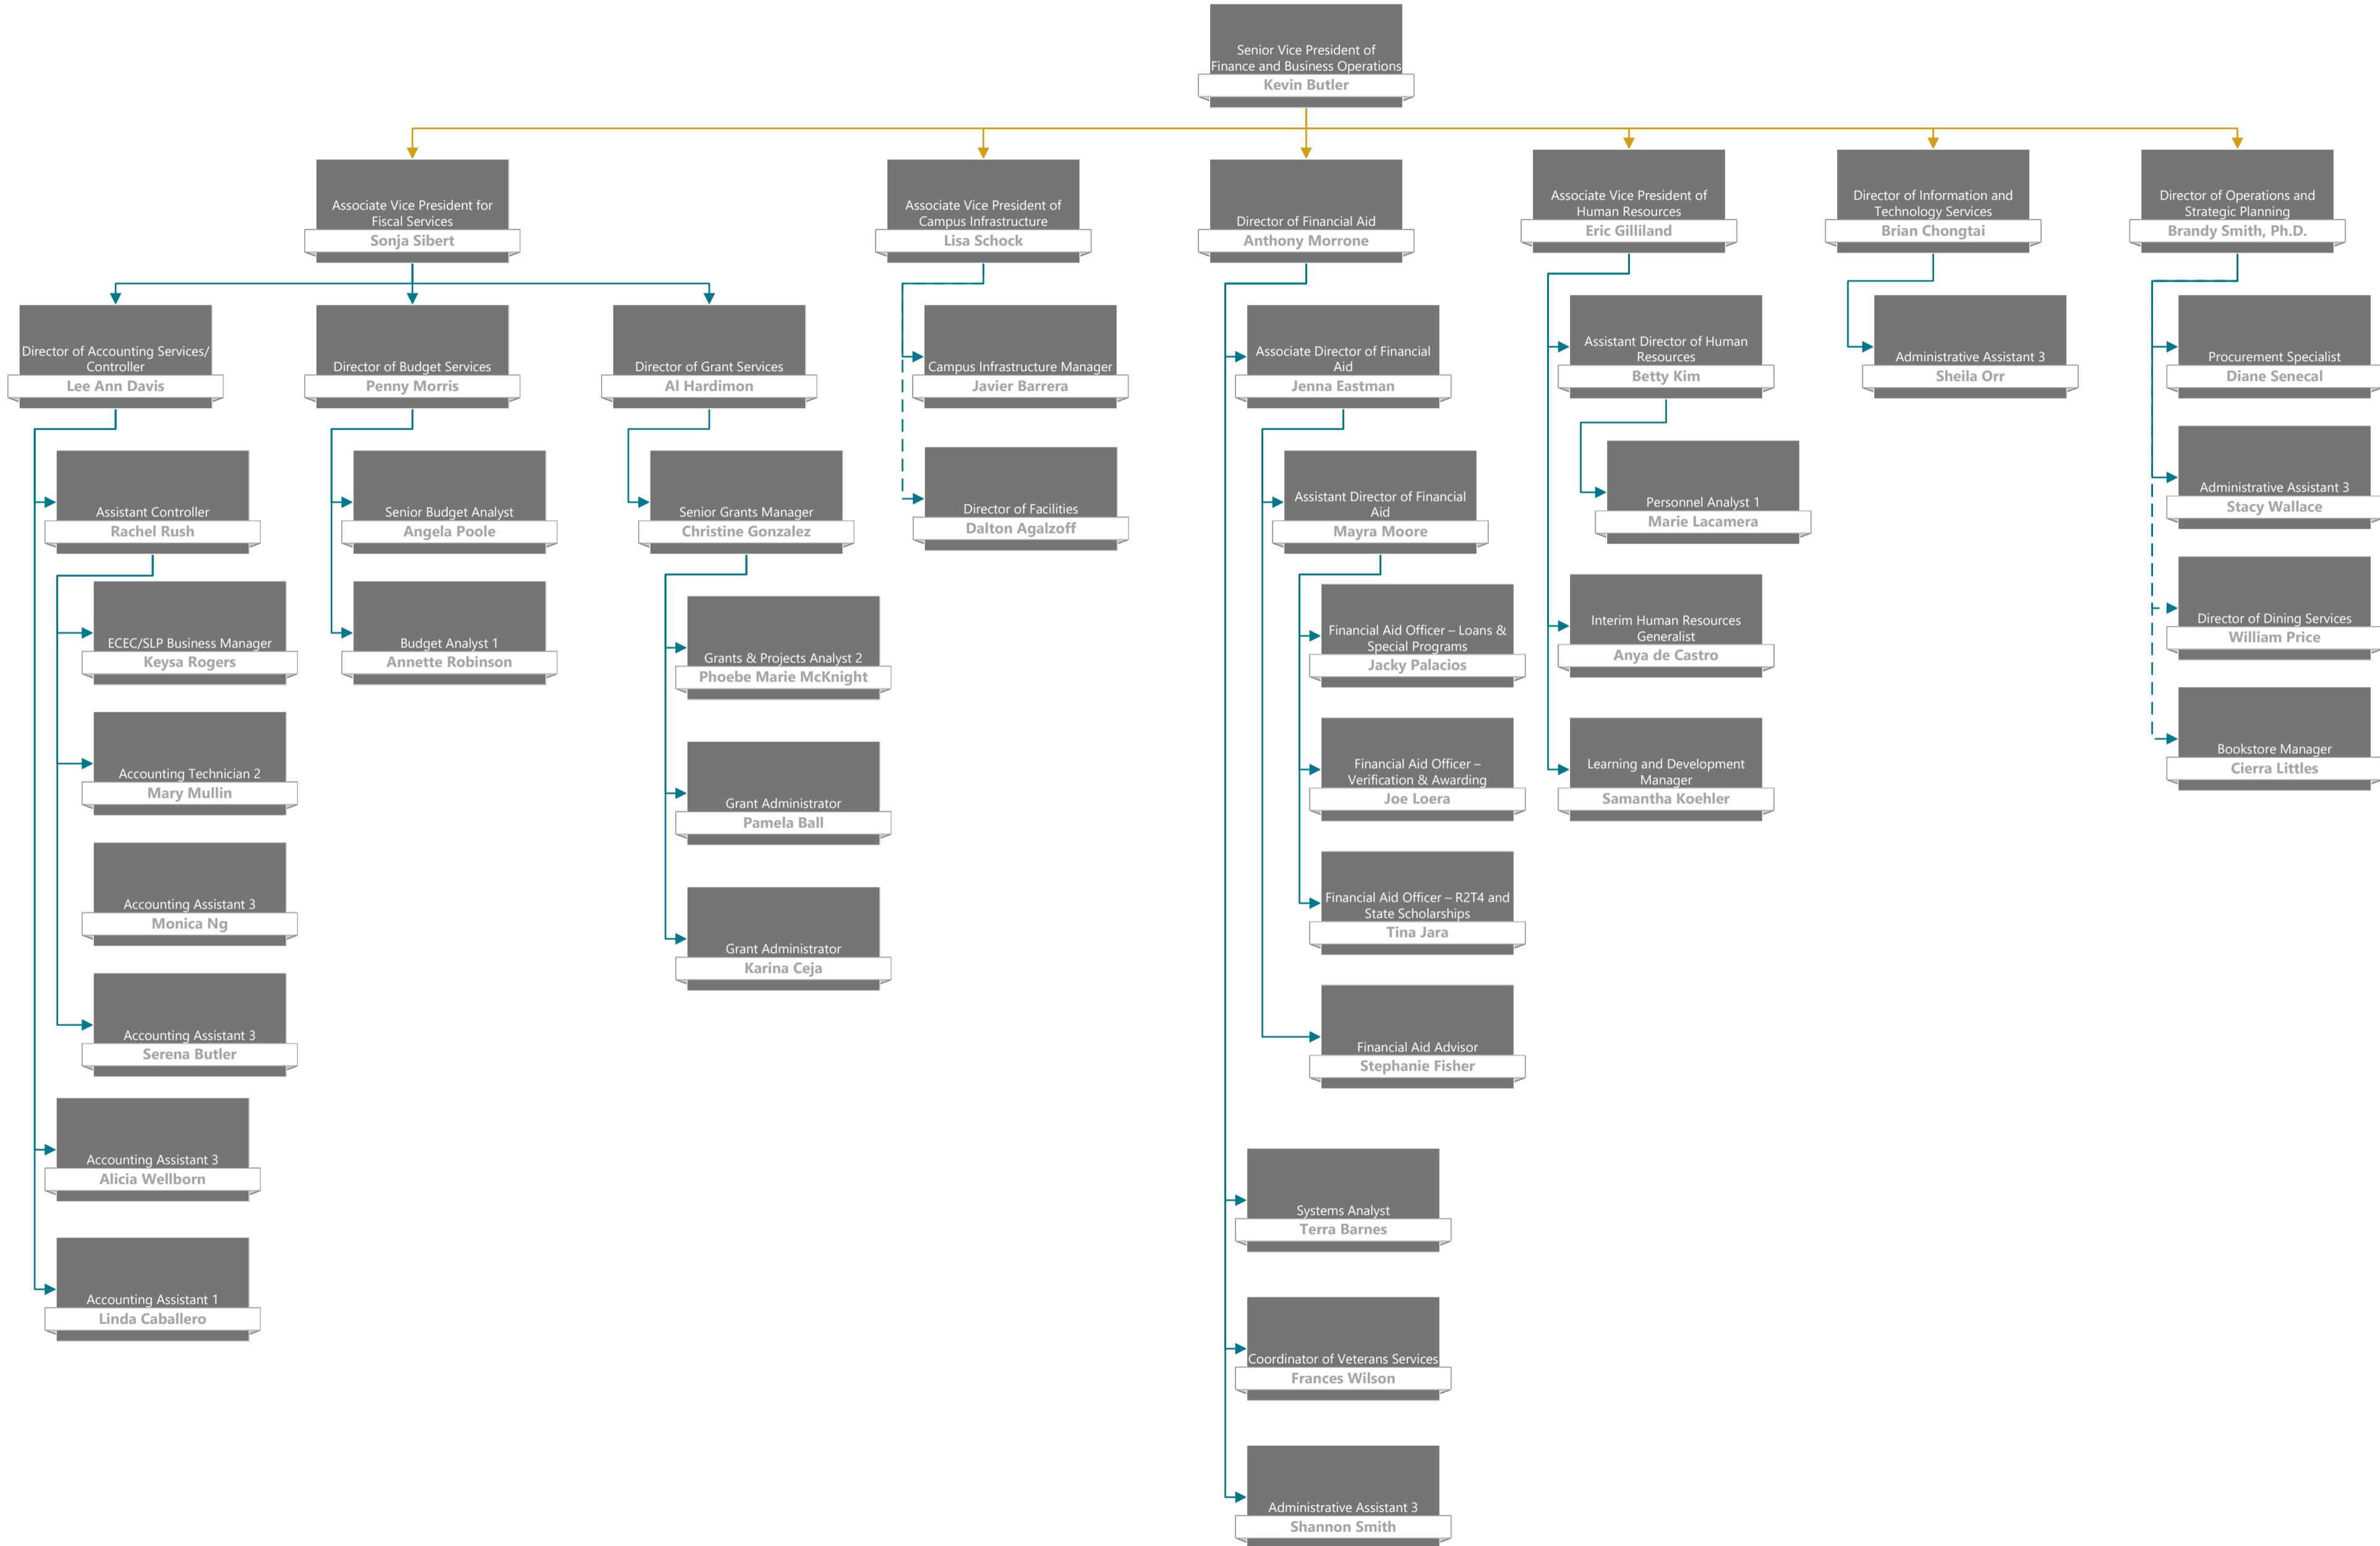 Senior Vice President of
Finance and Business Operations
Kevin Butler
Associate Vice President for
Fiscal Services
Sonja Sibert
Associate Vice President of
Campus Infrastructure
Lisa Schock
Director of Financial Aid
Anthony Morrone
Associate Vice President of
Human Resources
Eric Gilliland
Director of Information and
Technology Services
Brian Chongtai
Director of Operations and
Strategic Planning
Brandy Smith, Ph.D.
Director of Accounting Services/
Controller
Lee Ann Davis
Director of Budget Services
Penny Morris
Director of Grant Services
Al Hardimon
Campus Infrastructure Manager
Javier Barrera
Associate Director of Financial
Aid
Jenna Eastman
Assistant Director of Human
Resources
Betty Kim
Administrative Assistant 3
Sheila Orr
Procurement Specialist
Diane Senecal
Assistant Controller
Rachel Rush
Senior Budget Analyst
Angela Poole
Senior Grants Manager
Christine Gonzalez
Director of Facilities
Dalton Agalzoff
Assistant Director of Financial
Aid
Mayra Moore
Personnel Analyst 1
Marie Lacamera
Administrative Assistant 3
Stacy Wallace
ECEC/SLP Business Manager
Keysa Rogers
Budget Analyst 1
Annette Robinson
Grants & Projects Analyst 2
Phoebe Marie McKnight
Financial Aid Officer – Loans &
Special Programs
Jacky Palacios
Interim Human Resources
Generalist
Anya de Castro
Director of Dining Services
William Price
Accounting Technician 2
Mary Mullin
Grant Administrator
Pamela Ball
Financial Aid Officer –
Verification & Awarding
Joe Loera
Learning and Development
Manager
Samantha Koehler
Bookstore Manager
Cierra Littles
Accounting Assistant 3
Monica Ng
Grant Administrator
Karina Ceja
Financial Aid Officer – R2T4 and
State Scholarships
Tina Jara
Accounting Assistant 3
Serena Butler
Financial Aid Advisor
Stephanie Fisher
Accounting Assistant 3
Alicia Wellborn
Systems Analyst
Terra Barnes
Accounting Assistant 1
Linda Caballero
Coordinator of Veterans Services
Frances Wilson
Administrative Assistant 3
Shannon Smith